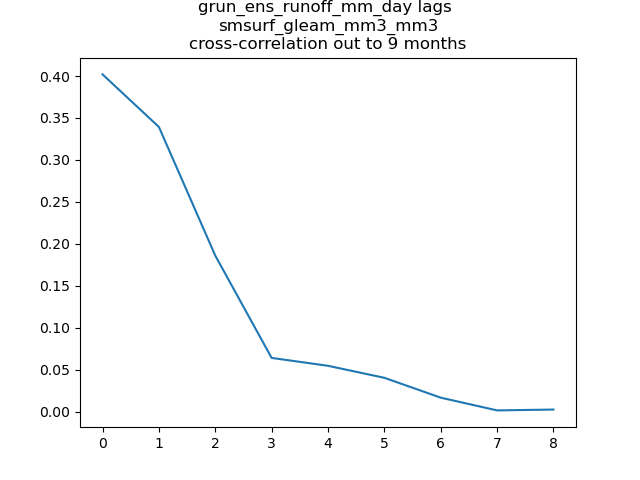 grun_ens_runoff_mm_day lags
smsurf_gleam_mm3_mm3
cross-correlation out to 9 months
0.40
0.35
0.30
0.25
0.20
0.15
0.10
0.05
0.00
0 1 2 3 4 5 6 7 8